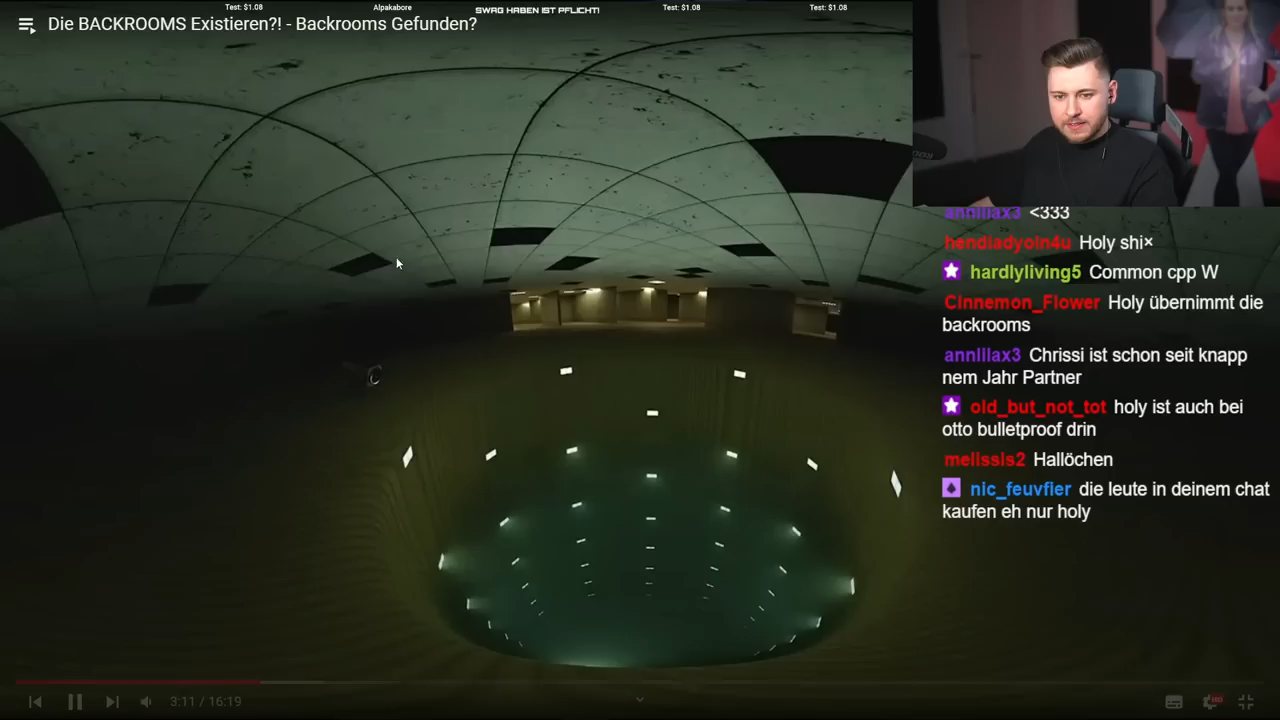 Test: $1.08
Alpakabore
SWAG HABEN IST PFLICHT!
Test: $1.08
Test: $1.08
Die BACKROOMS Existieren?! - Backrooms Gefunden?
annillax3 <333
hendladyoin4u Holy shi×
hardlyliving5 Common cpp W
Cinnemon_Flower Holy übernimmt die
backrooms
annillax3 Chrissi ist schon seit knapp
nem Jahr Partner
old_but_not_tot holy ist auch bei
otto bulletproof drin
melissis2 Hallöchen
nic_feuvfier die leute in deinem chat
kaufen eh nur holy
3:11 / 16:19